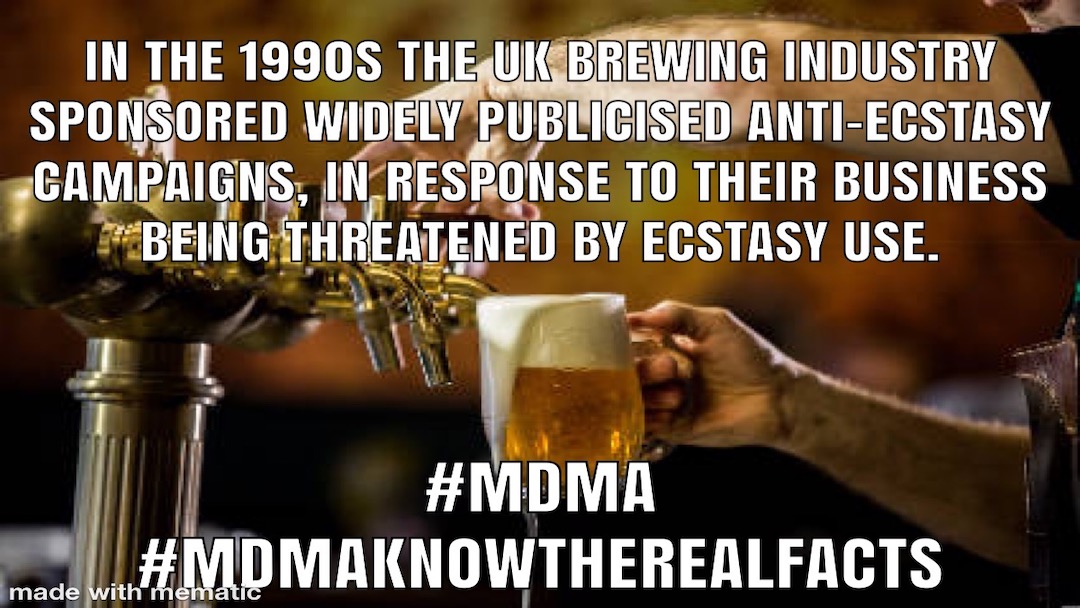 IN THE 1990S THE UK BREWING INDUSTRY
SPONSORED WIDELY PUBLICISED ANTI-ECSTASY
CAMPAIGNS, IN RESPONSE TO THEIR BUSINESS
BEING THREATENED BY ECSTASY USE.
#MDMA
#MDMAKNOWTHEREALFACTS
made with mematic